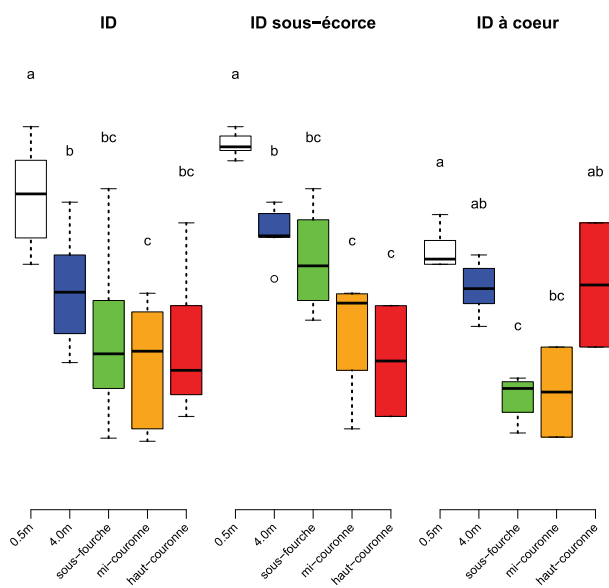 ID
ID sous−écorce
ID à coeur
a
b
bc
c
bc
a
b
bc
c
c
a
ab
c
bc
ab
0.5m
4.0m
sous−fourche
mi−couronne
haut−couronne
0.5m
4.0m
sous−fourche
mi−couronne
haut−couronne
0.5m
4.0m
sous−fourche
mi−couronne
haut−couronne